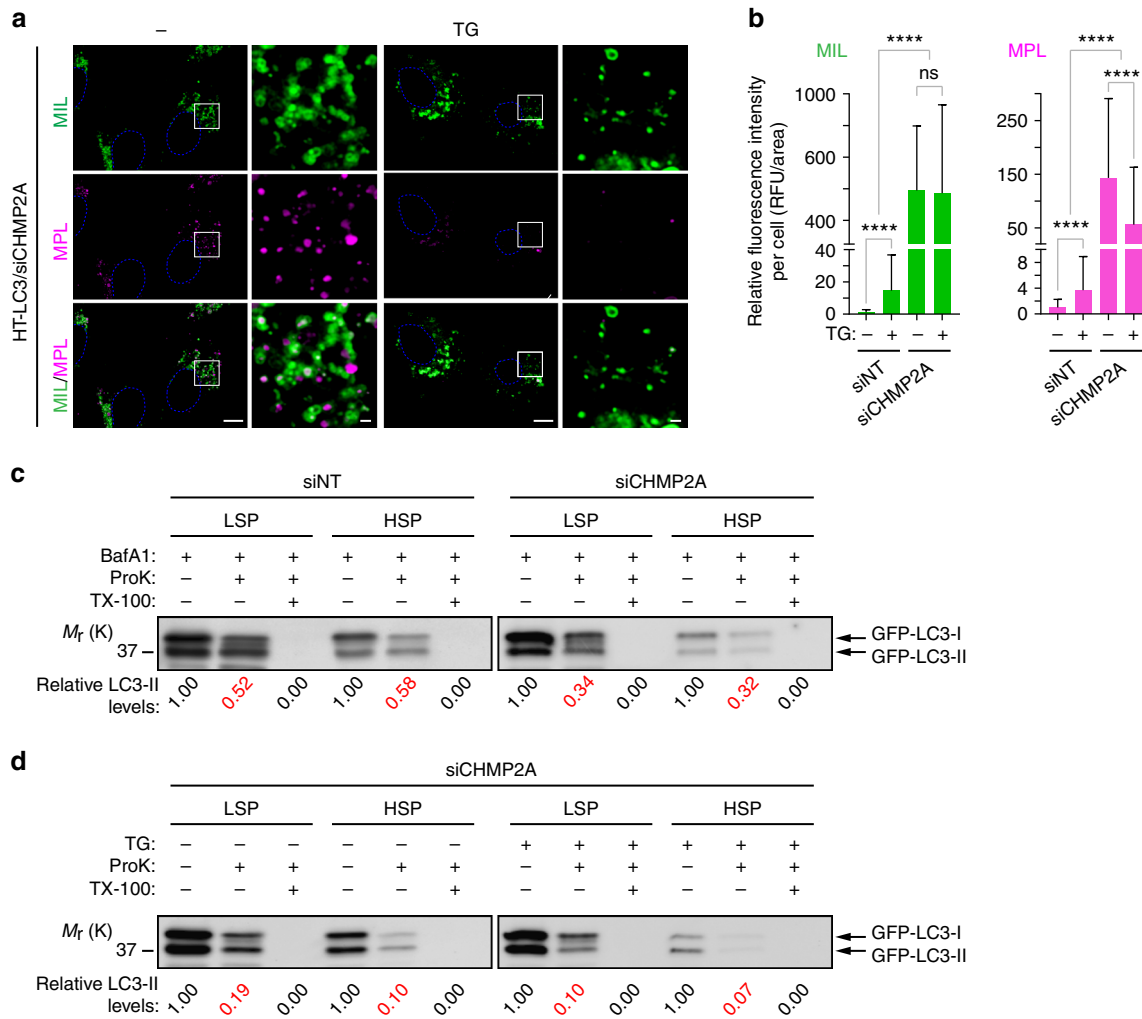 a
– TG
HT-LC3/siCHMP2A
MIL
MPL
MIL/MPL
b
MIL
MPL
Relative fluorescence intensity
per cell (RFU/area)
**** 
ns
****
1000
600
400
40
20
0
****
****
****
250
150
50
8
4
0
TG: – + – +
siNT
siCHMP2A
– + – +
siNT
siCHMP2A
c
siNT siCHMP2A
LSP HSP LSP HSP
BafA1: + + + + + + + + + + + +
ProK: – + + – + + – + + – + +
TX-100: – – + – – + – – + – – +
Mr (K)
37
GFP-LC3-I
GFP-LC3-II
Relative LC3-II
levels: 1.00 0.52 0.00 1.00 0.58 0.00 1.00 0.34 0.00 1.00 0.32 0.00
d
siCHMP2A
LSP HSP LSP HSP
TG: – – – – – – + + + + + +
ProK: – + + – + + – + + – + +
TX-100: – – + – – + – – + – – +
Mr (K)
37
GFP-LC3-I
GFP-LC3-II
Relative LC3-II
levels: 1.00 0.19 0.00 1.00 0.10 0.00 1.00 0.10 0.00 1.00 0.07 0.00